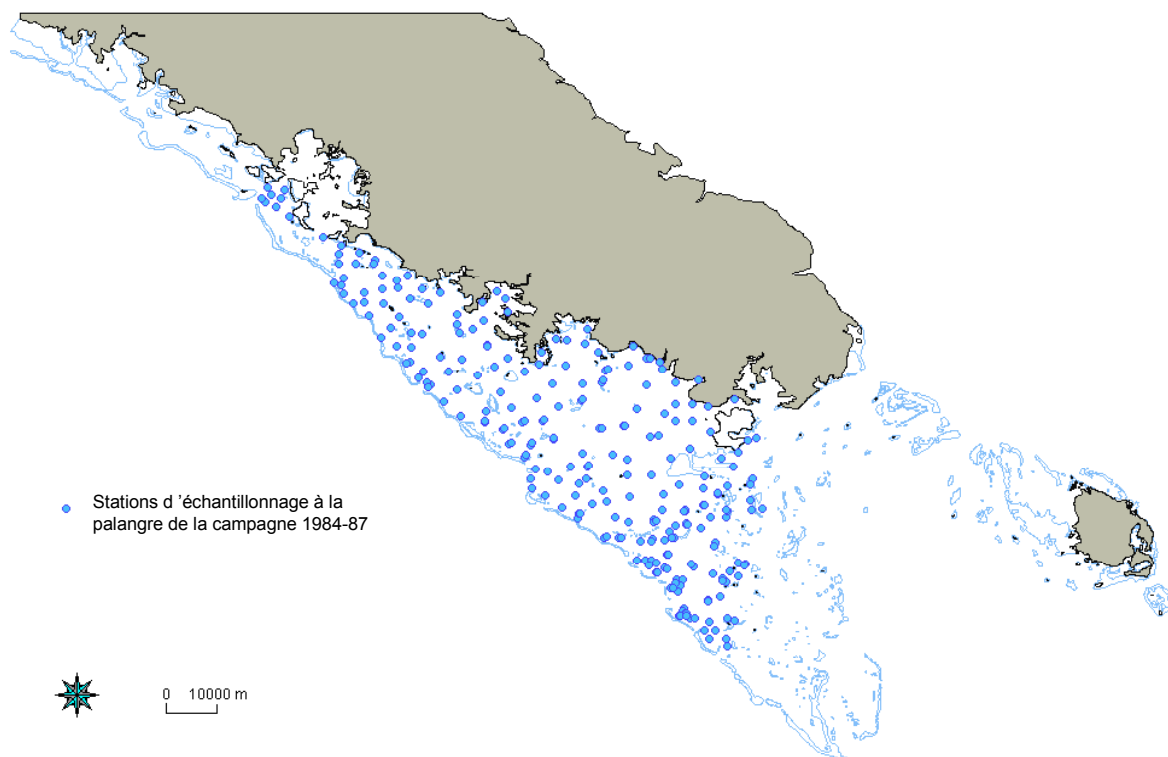 Stations d 'échantillonnage à la
palangre de la campagne 1984-87
0 10000 m